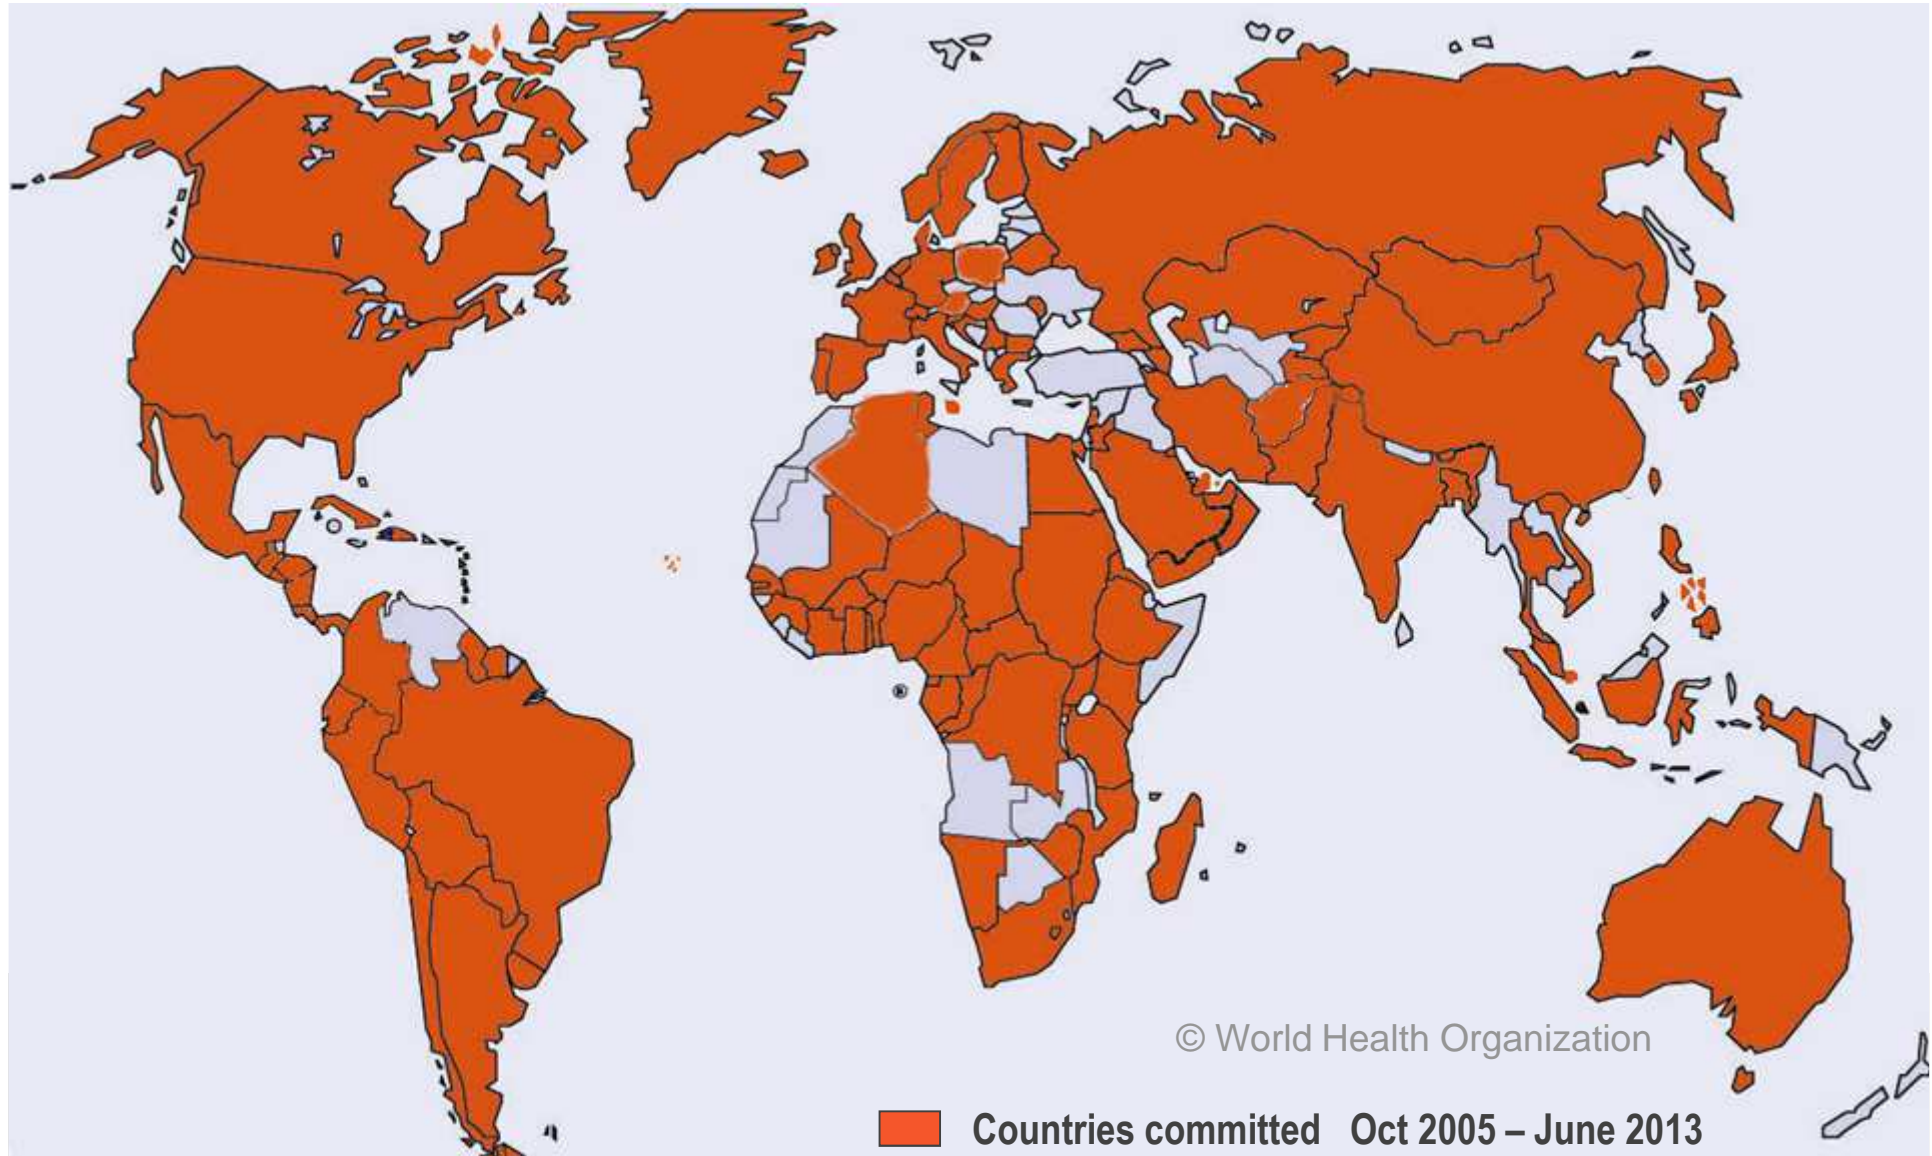 © World Health Organization
Countries committed Oct 2005 – June 2013